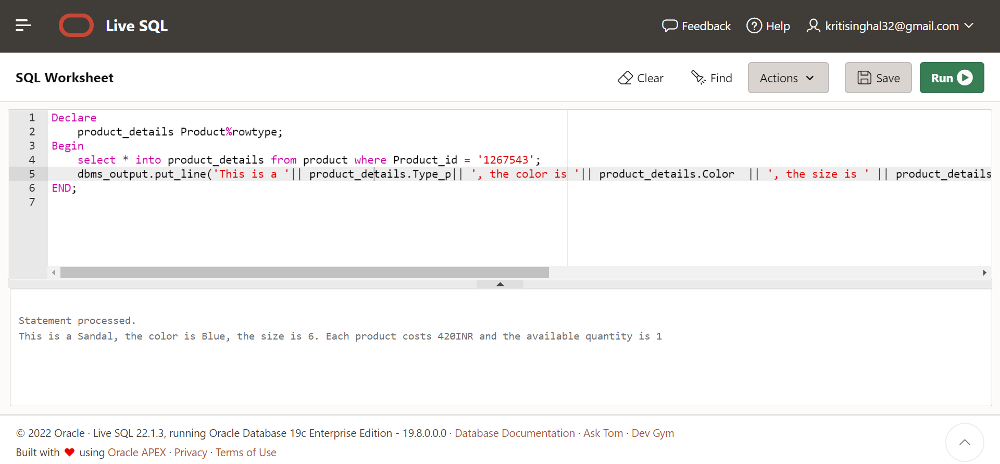 Live SQL
Feedback
Help
kritisinghal32@gmail.com
SQL Worksheet
Clear
Find
Actions
Save
Run
1 Declare
2 product_details Product%rowtype;
3 Begin
4 select * into product_details from product where Product_id = '1267543';
5 dbms_output.put_line('This is a '|| product_details.Type_p|| ', the color is '|| product_details.Color  || ', the size is ' || product_details
6 END;
7
Statement processed.
This is a Sandal, the color is Blue, the size is 6. Each product costs 420INR and the available quantity is 1
© 2022 Oracle · Live SQL 22.1.3, running Oracle Database 19c Enterprise Edition - 19.8.0.0.0 · Database Documentation · Ask Tom · Dev Gym
Built with ❤ using Oracle APEX · Privacy · Terms of Use